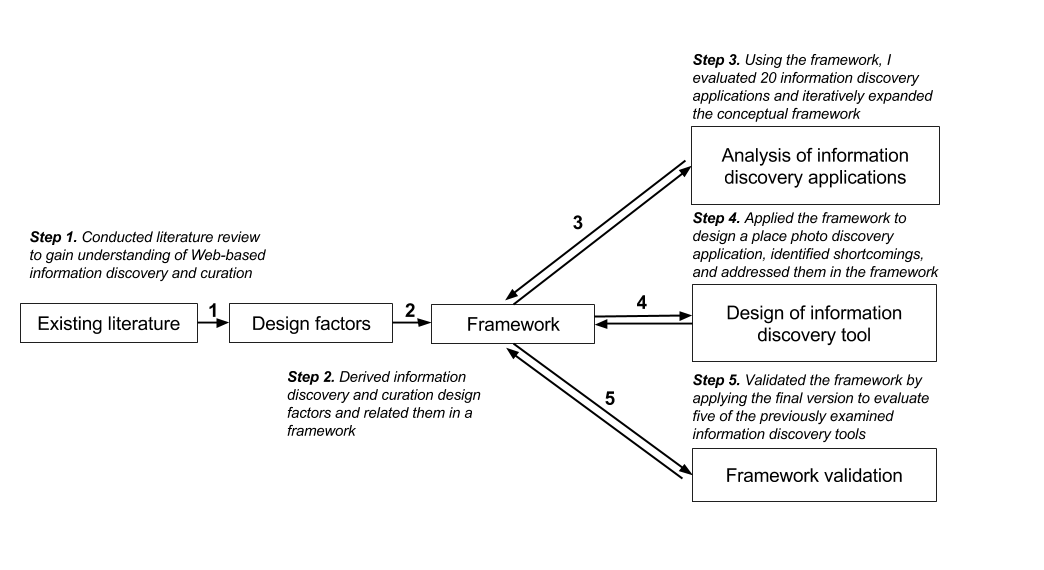 Step 3. Using the framework, I
evaluated 20 information discovery
applications and iteratively expanded
the conceptual framework
Analysis of information
discovery applications
3
Step 1. Conducted literature review
to gain understanding of Web-based
information discovery and curation
Step 4. Applied the framework to
design a place photo discovery
application, identified shortcomings,
and addressed them in the framework
Existing literature
1
Design factors
2
Framework
4
Design of information
discovery tool
Step 2. Derived information
discovery and curation design
factors and related them in a
framework
5
Step 5. Validated the framework by
applying the final version to evaluate
five of the previously examined
information discovery tools
Framework validation